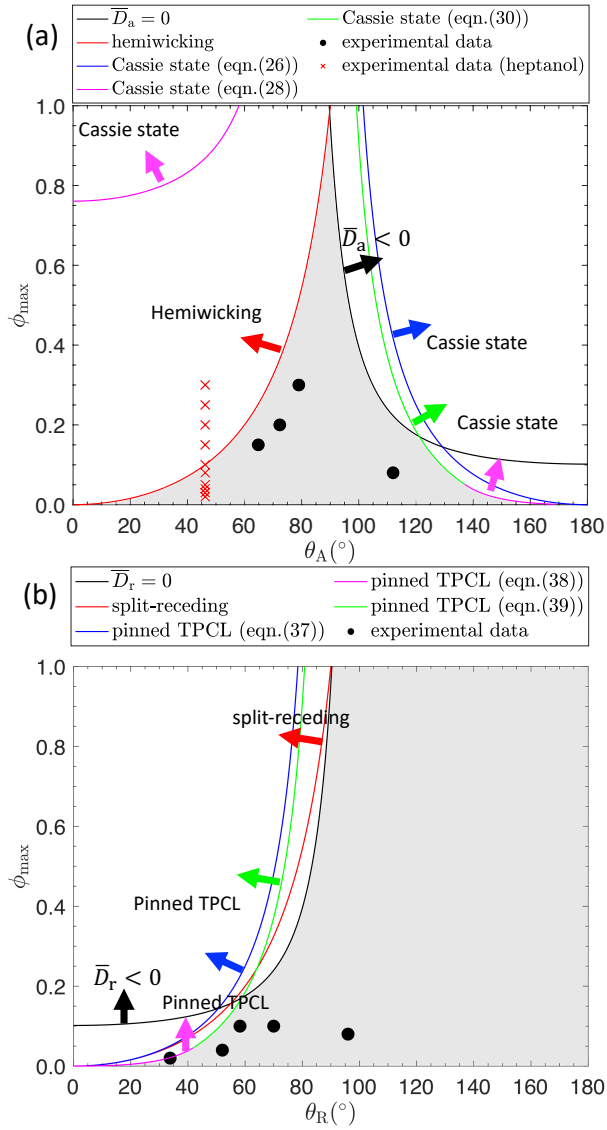 (a)
D̅ₐ = 0
hemiwicking
Cassie state (eqn.(26))
Cassie state (eqn.(28))
Cassie state (eqn.(30))
experimental data
experimental data (heptanol)
1.0
0.8
0.6
0.4
0.2
0.0
ϕmax
Cassie state
D̅ₐ < 0
Hemiwicking
Cassie state
Cassie state
0 20 40 60 80 100 120 140 160 180
θA(°)
(b)
D̅ᵣ = 0
split-receding
pinned TPCL (eqn.(37))
pinned TPCL (eqn.(38))
pinned TPCL (eqn.(39))
experimental data
1.0
0.8
0.6
0.4
0.2
0.0
ϕmax
split-receding
Pinned TPCL
D̅ᵣ < 0
Pinned TPCL
0 20 40 60 80 100 120 140 160 180
θR(°)